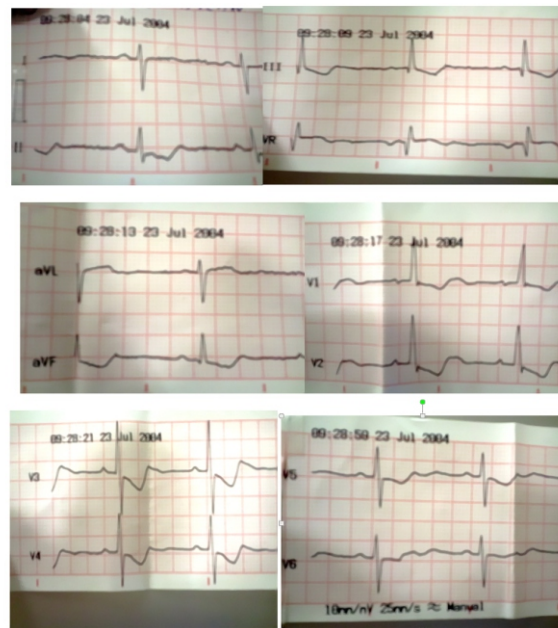 09:28:04 23 Jul 2004
I
II
09:28:09 23 Jul 2004
III
VR
09:28:13 23 Jul 2004
aVL
aVF
09:28:17 23 Jul 2004
V1
V2
09:28:21 23 Jul 2004
V3
V4
09:28:50 23 Jul 2004
V5
V6
10mm/mV 25mm/s ≈ Manual